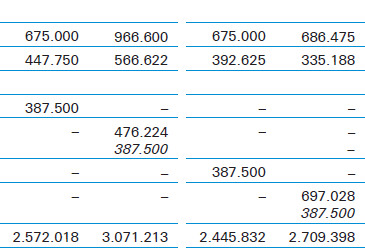 675.000 966.600 675.000 686.475
447.750 566.622 392.625 335.188
387.500 – – –
– 476.224 – –
387.500 –
– – 387.500 –
– – – 697.028
387.500
2.572.018 3.071.213 2.445.832 2.709.398